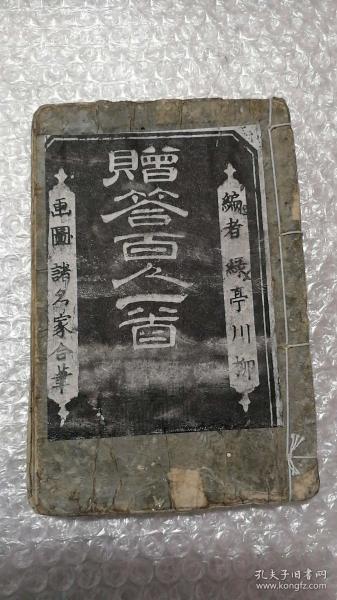 編者 緑亭川柳
贈答百人一首
画圖 諸名家合筆
孔夫子旧书网
www.kongfz.com